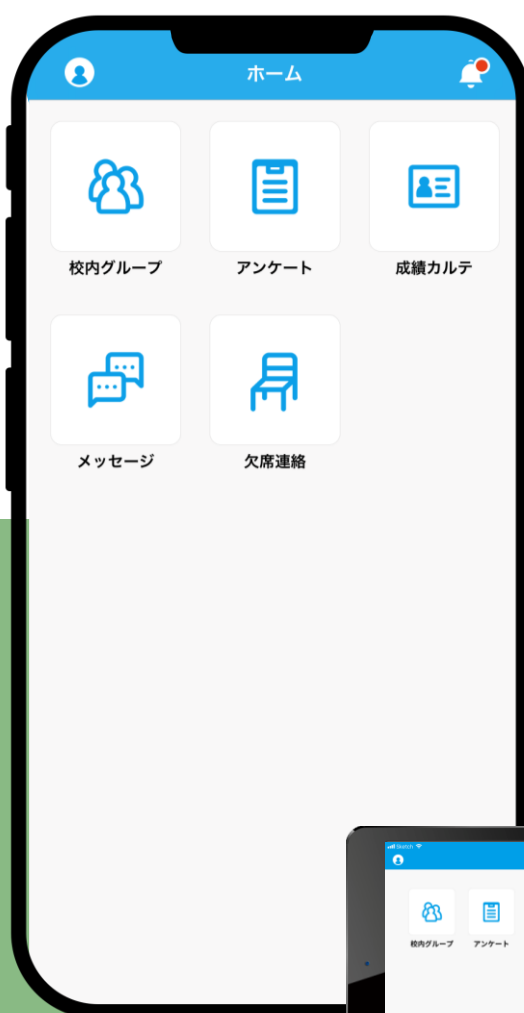 ホーム
校内グループ
アンケート
成績カルテ
メッセージ
欠席連絡
Sketch
校内グループ
アンケート